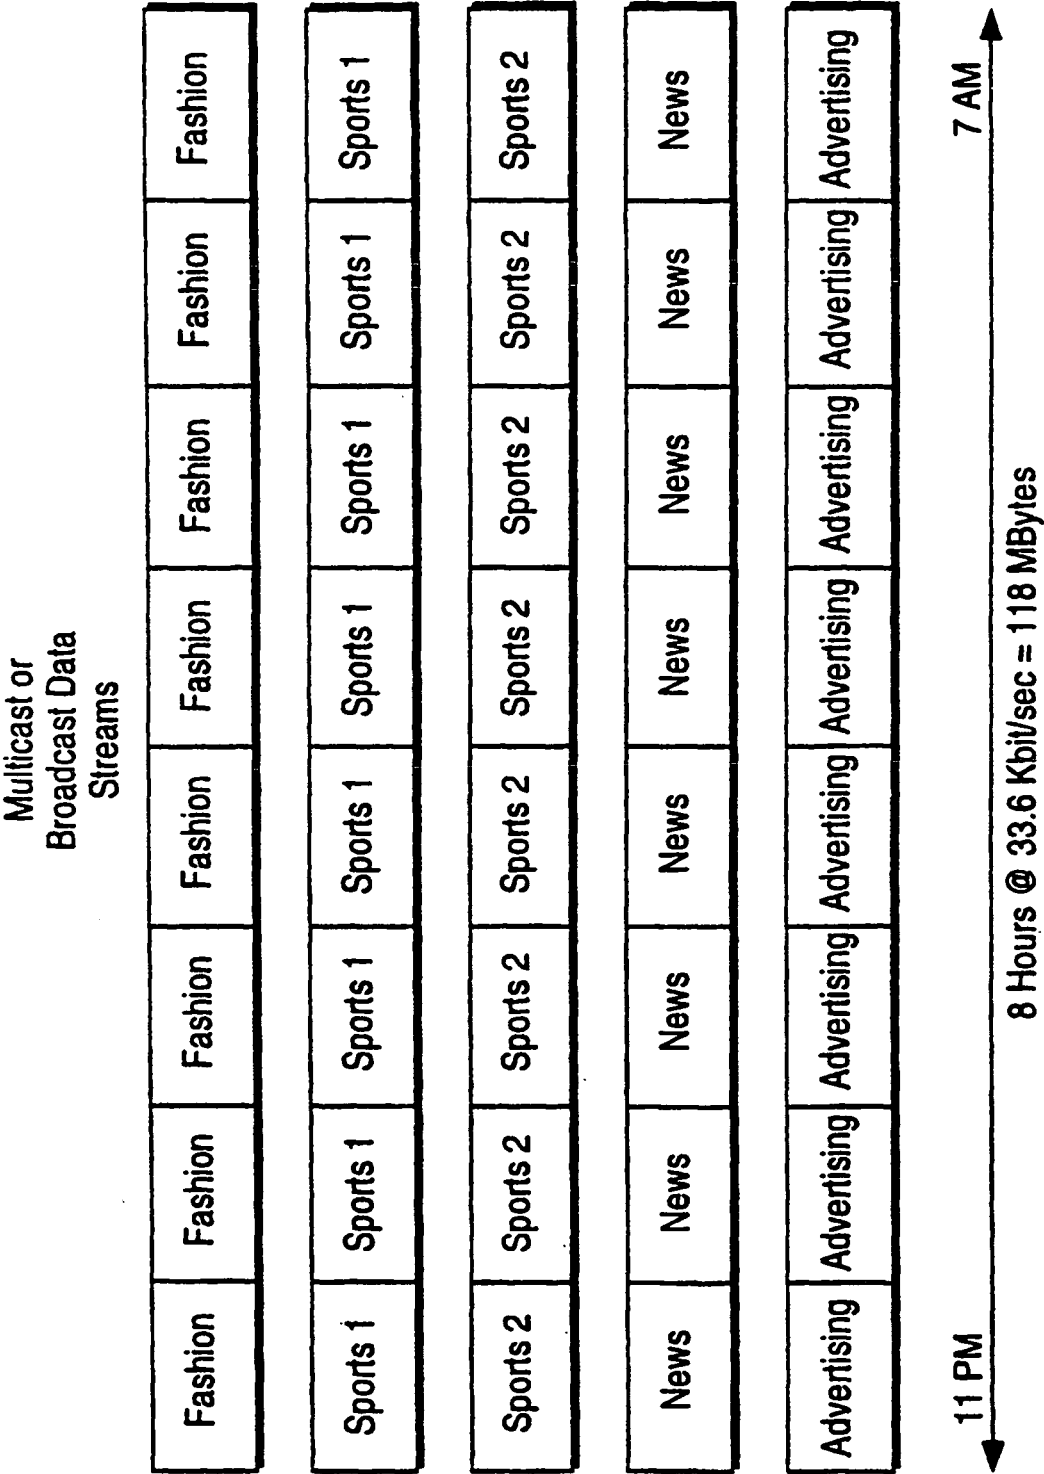 Multicast or
Broadcast Data
Streams
Fashion Fashion Fashion Fashion Fashion Fashion Fashion Fashion
Sports 1 Sports 1 Sports 1 Sports 1 Sports 1 Sports 1 Sports 1 Sports 1
Sports 2 Sports 2 Sports 2 Sports 2 Sports 2 Sports 2 Sports 2 Sports 2
News News News News News News News News
Advertising Advertising Advertising Advertising Advertising Advertising Advertising Advertising
11 PM 7 AM
8 Hours @ 33.6 Kbit/sec = 118 MBytes